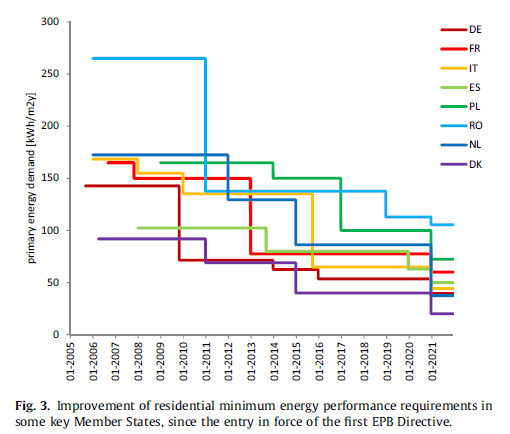 300
250
200
150
100
50
0
primary energy demand [kWh/m2y]
01-2005
01-2006
01-2007
01-2008
01-2009
01-2010
01-2011
01-2012
01-2013
01-2014
01-2015
01-2016
01-2017
01-2018
01-2019
01-2020
01-2021
DE
FR
IT
ES
PL
RO
NL
DK
Fig. 3. Improvement of residential minimum energy performance requirements in
some key Member States, since the entry in force of the first EPB Directive.